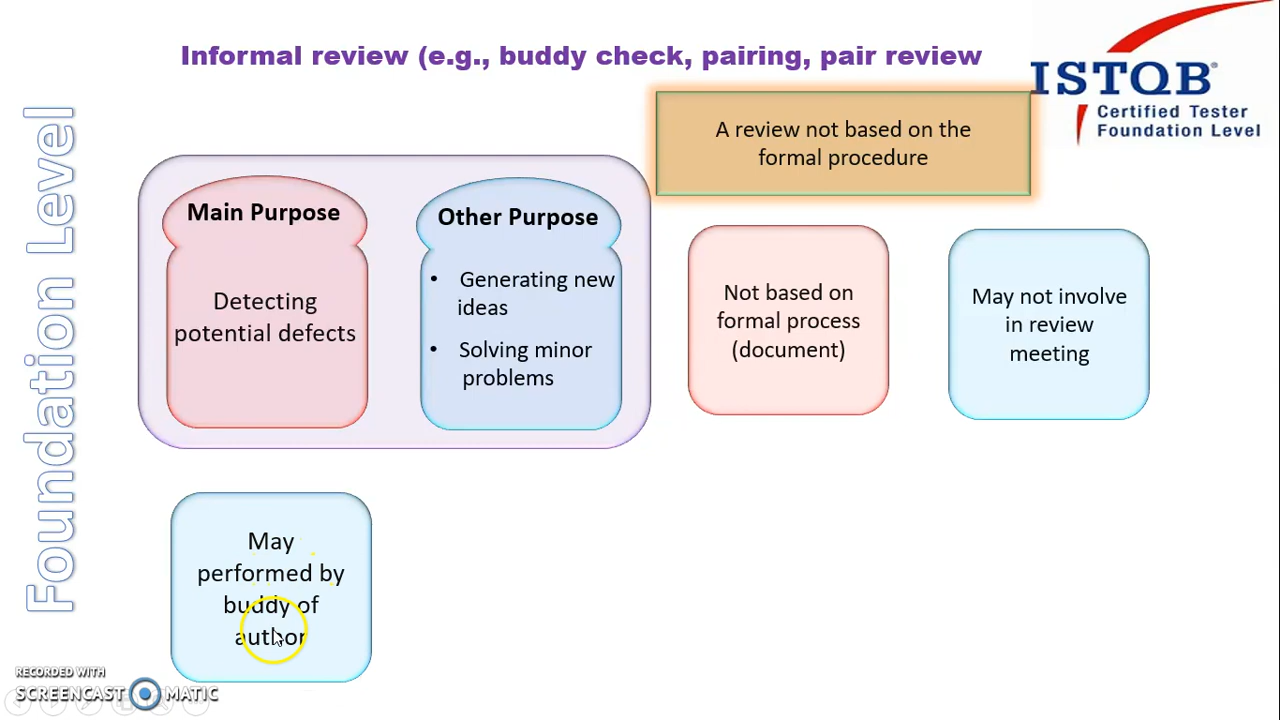 Informal review (e.g., buddy check, pairing, pair review
ISTQB®
Certified Tester
Foundation Level
Foundation Level
A review not based on the
formal procedure
Main Purpose
Detecting
potential defects
Other Purpose
• Generating new
ideas
• Solving minor
problems
Not based on
formal process
(document)
May not involve
in review
meeting
May
performed by
buddy of
author
RECORDED WITH
SCREENCAST MATIC